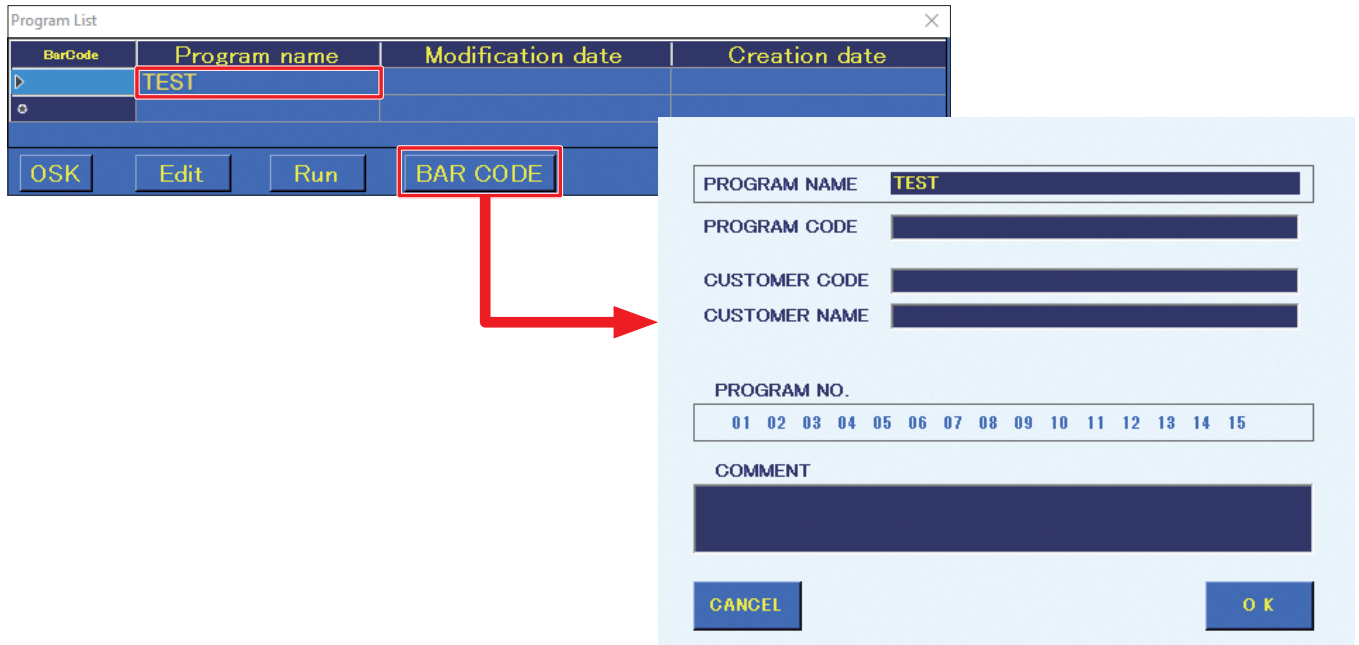 Program List
BarCode Program name Modification date Creation date
TEST
OSK Edit Run BAR CODE
PROGRAM NAME TEST
PROGRAM CODE
CUSTOMER CODE
CUSTOMER NAME
PROGRAM NO.
01 02 03 04 05 06 07 08 09 10 11 12 13 14 15
COMMENT
CANCEL O K